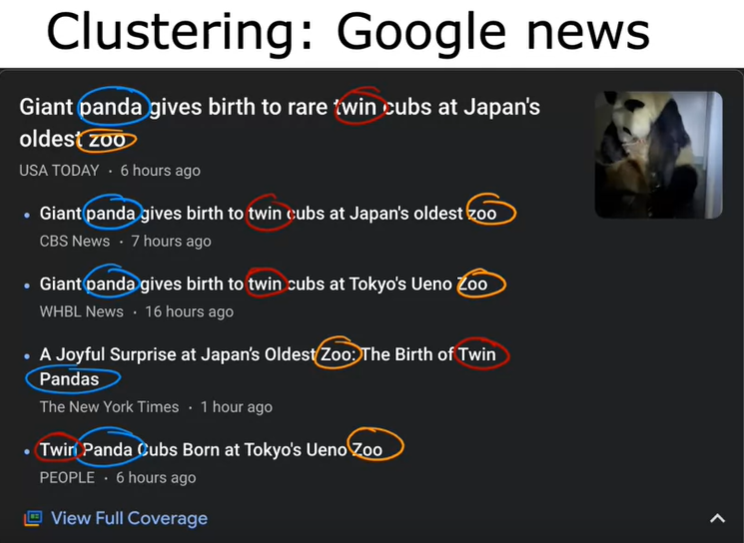 Clustering: Google news
Giant panda gives birth to rare twin cubs at Japan's
oldest zoo
USA TODAY · 6 hours ago
• Giant panda gives birth to twin cubs at Japan's oldest zoo
CBS News · 7 hours ago
• Giant panda gives birth to twin cubs at Tokyo's Ueno Zoo
WHBL News · 16 hours ago
• A Joyful Surprise at Japan's Oldest Zoo: The Birth of Twin
Pandas
The New York Times · 1 hour ago
• Twin Panda Cubs Born at Tokyo's Ueno Zoo
PEOPLE · 6 hours ago
View Full Coverage